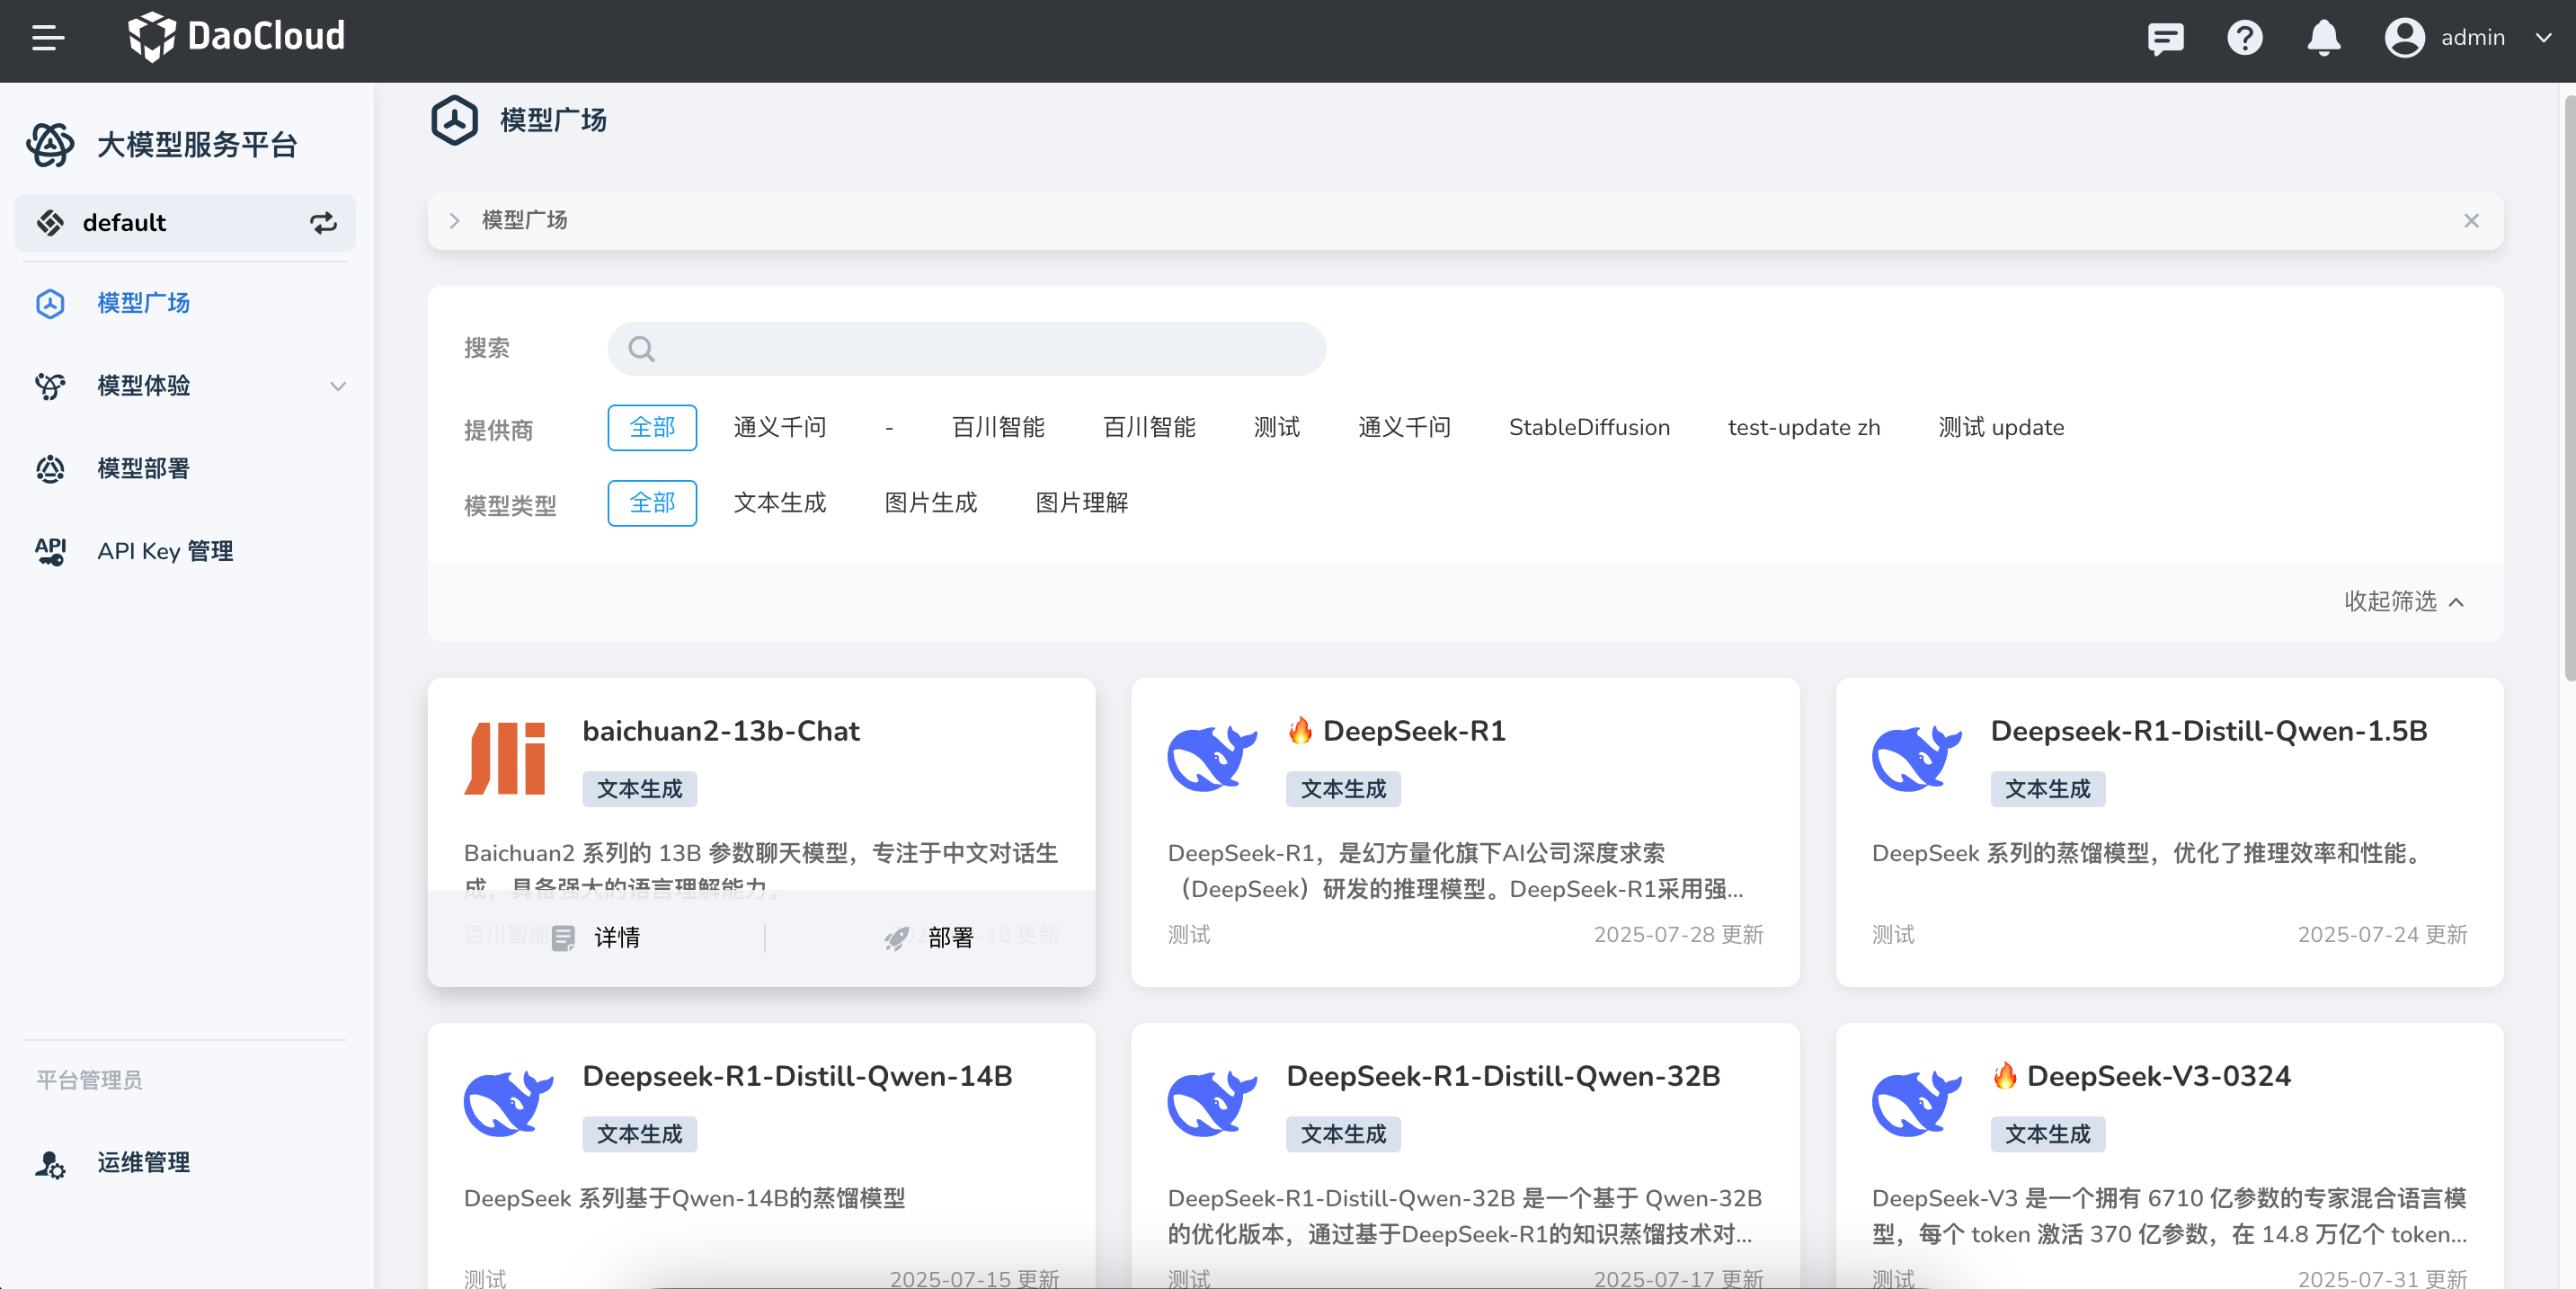 DaoCloud
admin
大模型服务平台
default
模型广场
模型体验
模型部署
API Key 管理
平台管理员
运维管理
模型广场
模型广场
搜索
提供商 全部 通义千问 - 百川智能 百川智能 测试 通义千问 StableDiffusion test-update zh 测试 update
模型类型 全部 文本生成 图片生成 图片理解
收起筛选
baichuan2-13b-Chat
文本生成
Baichuan2 系列的 13B 参数聊天模型，专注于中文对话生
成，具备强大的语言理解能力。
百川智能 -18 更新
详情 部署
🔥 DeepSeek-R1
文本生成
DeepSeek-R1，是幻方量化旗下AI公司深度求索
（DeepSeek）研发的推理模型。DeepSeek-R1采用强...
测试 2025-07-28 更新
Deepseek-R1-Distill-Qwen-1.5B
文本生成
DeepSeek 系列的蒸馏模型，优化了推理效率和性能。
测试 2025-07-24 更新
Deepseek-R1-Distill-Qwen-14B
文本生成
DeepSeek 系列基于Qwen-14B的蒸馏模型
测试 2025-07-15 更新
DeepSeek-R1-Distill-Qwen-32B
文本生成
DeepSeek-R1-Distill-Qwen-32B 是一个基于 Qwen-32B
的优化版本，通过基于DeepSeek-R1的知识蒸馏技术对...
测试 2025-07-17 更新
🔥 DeepSeek-V3-0324
文本生成
DeepSeek-V3 是一个拥有 6710 亿参数的专家混合语言模
型，每个 token 激活 370 亿参数，在 14.8 万亿个 token...
测试 2025-07-31 更新